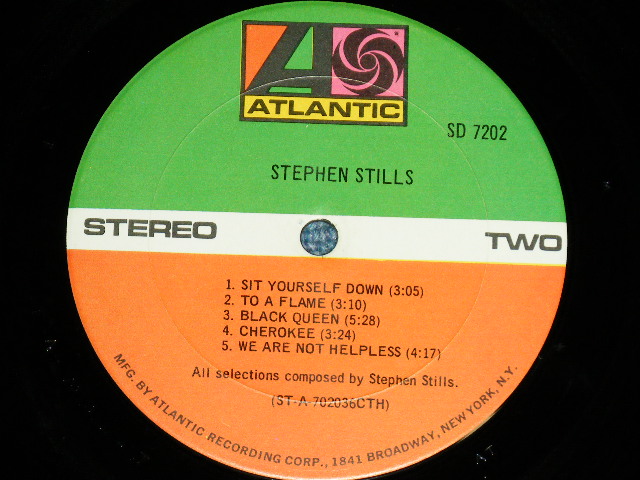 ATLANTIC
SD 7202
STEPHEN STILLS
STEREO
TWO
1. SIT YOURSELF DOWN (3:05)
2. TO A FLAME (3:10)
3. BLACK QUEEN (5:28)
4. CHEROKEE (3:24)
5. WE ARE NOT HELPLESS (4:17)
All selections composed by Stephen Stills.
(ST-A-702036CTH)
MFG. BY ATLANTIC RECORDING CORP., 1841 BROADWAY, NEW YORK, N.Y.